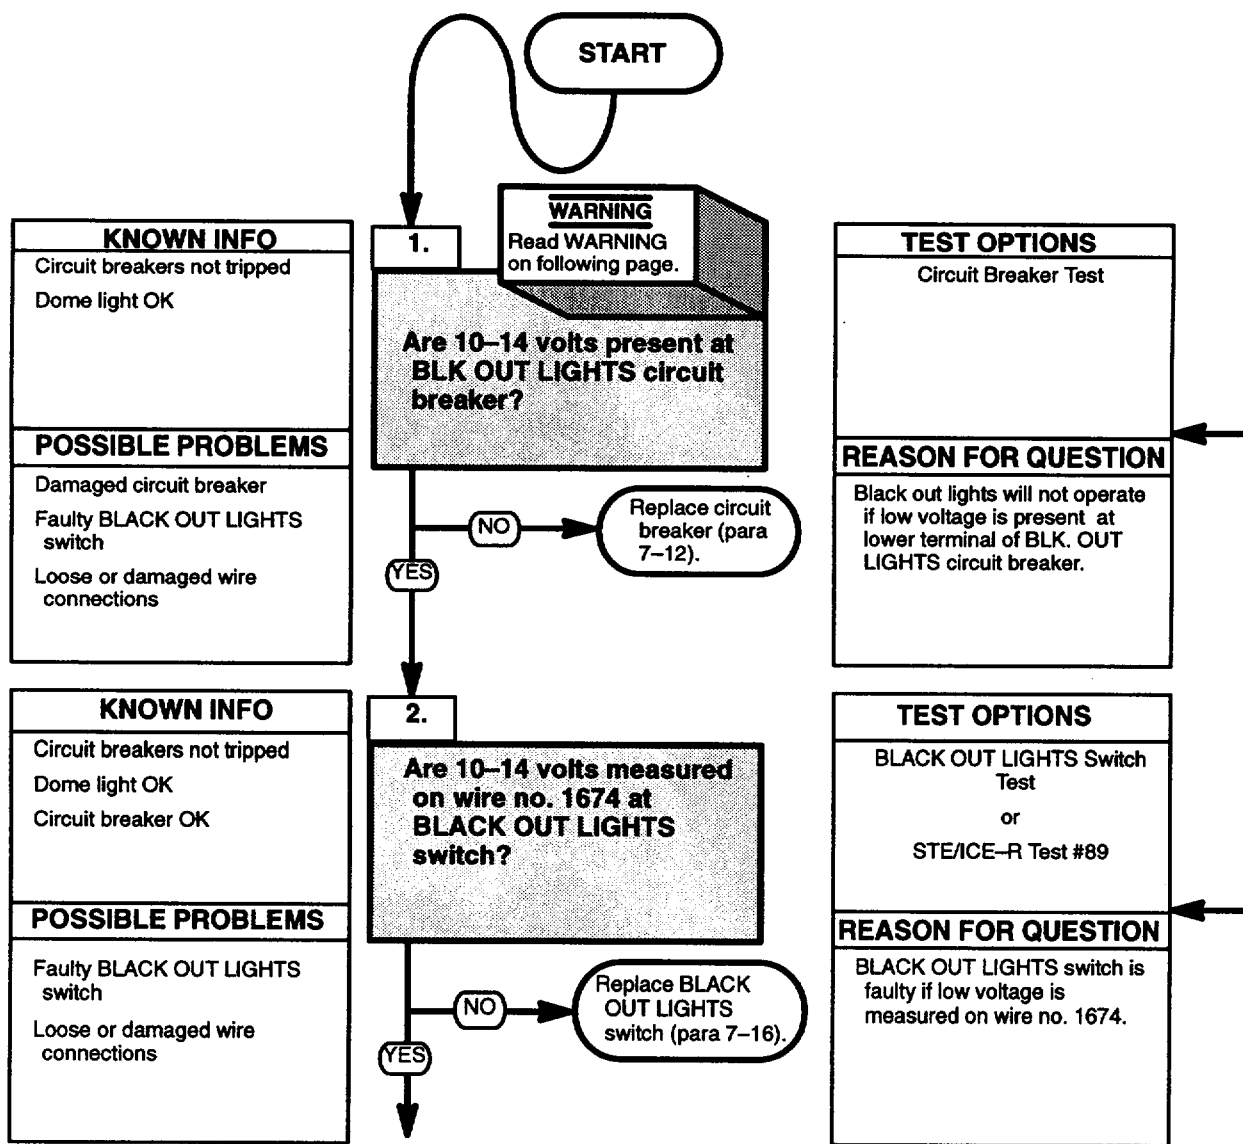 START
KNOWN INFO
Circuit breakers not tripped
Dome light OK
POSSIBLE PROBLEMS
Damaged circuit breaker
Faulty BLACK OUT LIGHTS
switch
Loose or damaged wire
connections
1.
WARNING
Read WARNING
on following page.
Are 10–14 volts present at
BLK OUT LIGHTS circuit
breaker?
NO
Replace circuit
breaker (para
7–12).
YES
TEST OPTIONS
Circuit Breaker Test
REASON FOR QUESTION
Black out lights will not operate
if low voltage is present at
lower terminal of BLK. OUT
LIGHTS circuit breaker.
KNOWN INFO
Circuit breakers not tripped
Dome light OK
Circuit breaker OK
POSSIBLE PROBLEMS
Faulty BLACK OUT LIGHTS
switch
Loose or damaged wire
connections
2.
Are 10–14 volts measured
on wire no. 1674 at
BLACK OUT LIGHTS
switch?
NO
Replace BLACK
OUT LIGHTS
switch (para 7–16).
YES
TEST OPTIONS
BLACK OUT LIGHTS Switch
Test
or
STE/ICE–R Test #89
REASON FOR QUESTION
BLACK OUT LIGHTS switch is
faulty if low voltage is
measured on wire no. 1674.